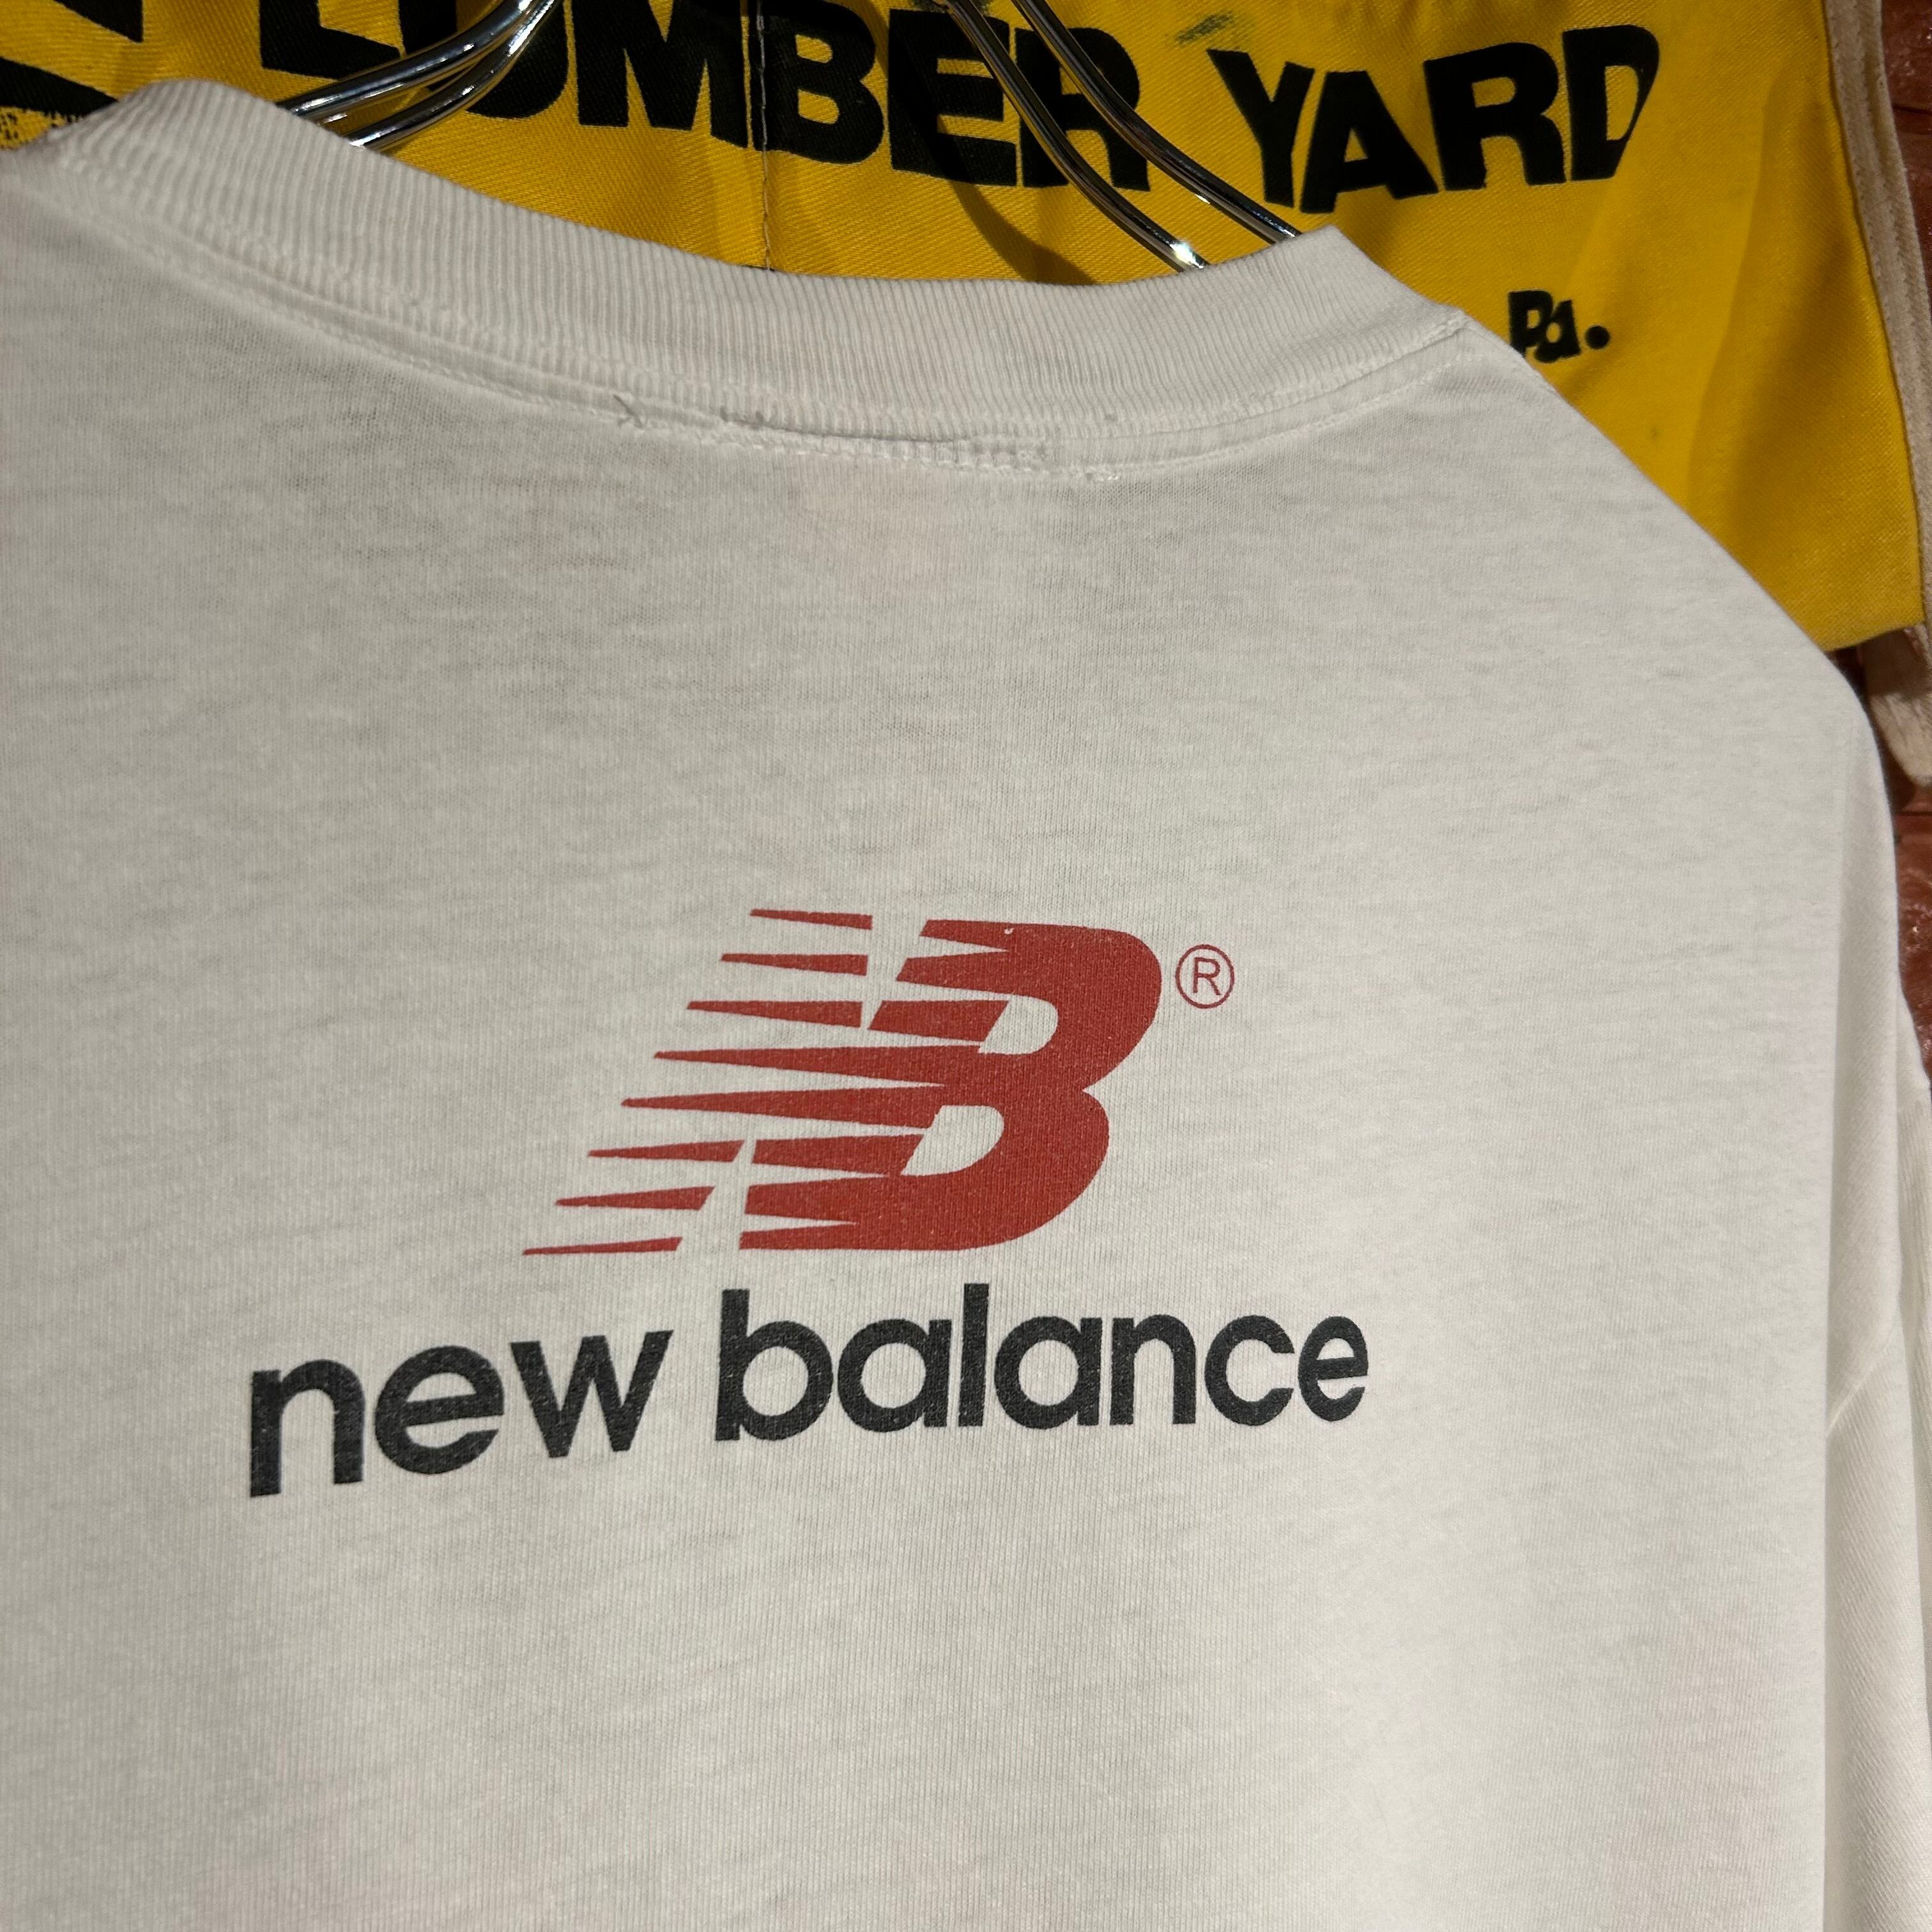 LUMBER YARD
Pa.
B®
new balance